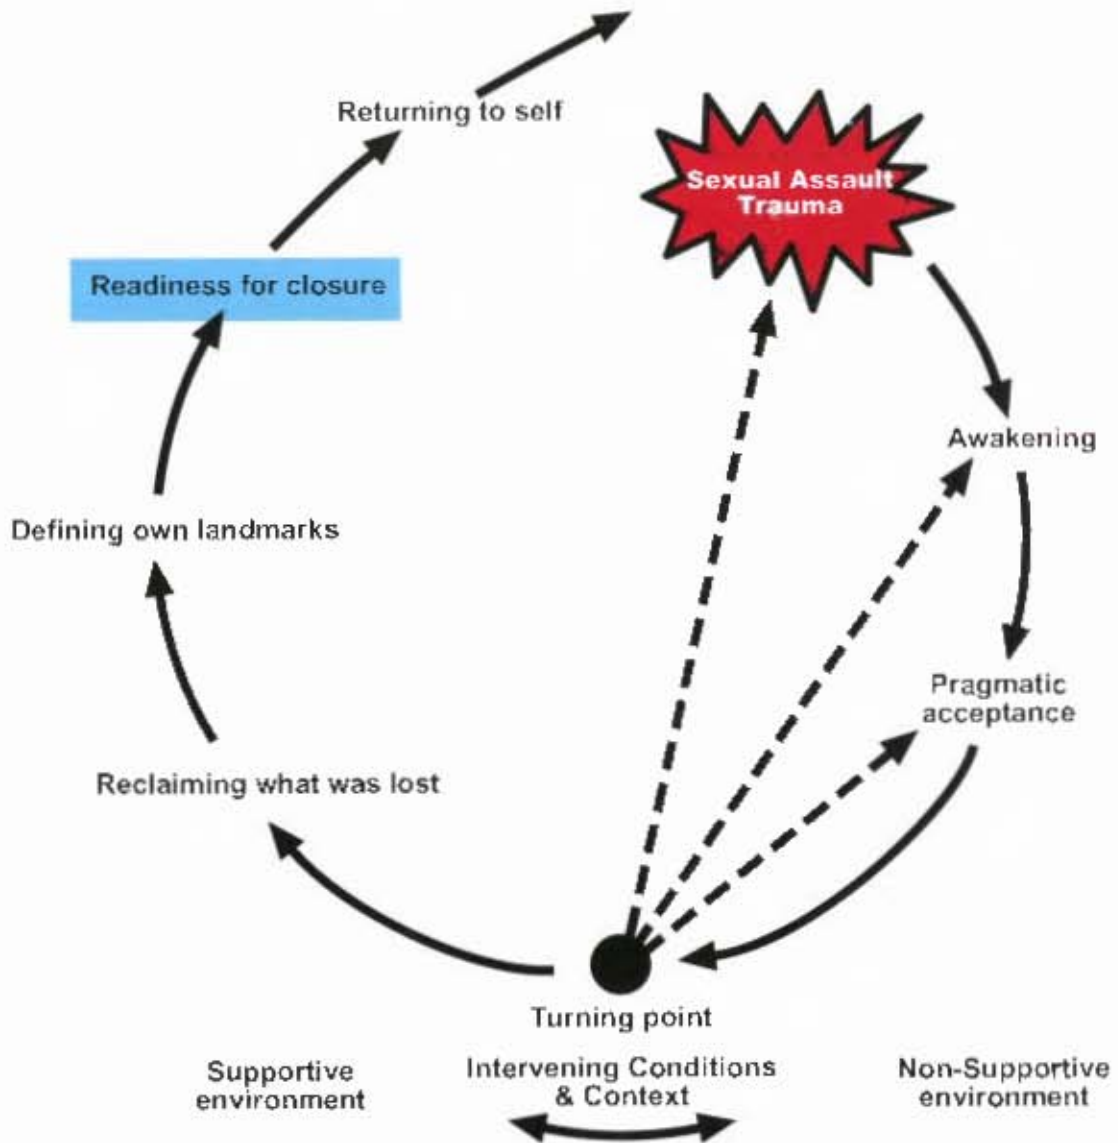 Returning to self
Sexual Assault
Trauma
Readiness for closure
Awakening
Defining own landmarks
Pragmatic
acceptance
Reclaiming what was lost
Turning point
Supportive
environment
Intervening Conditions
& Context
Non-Supportive
environment